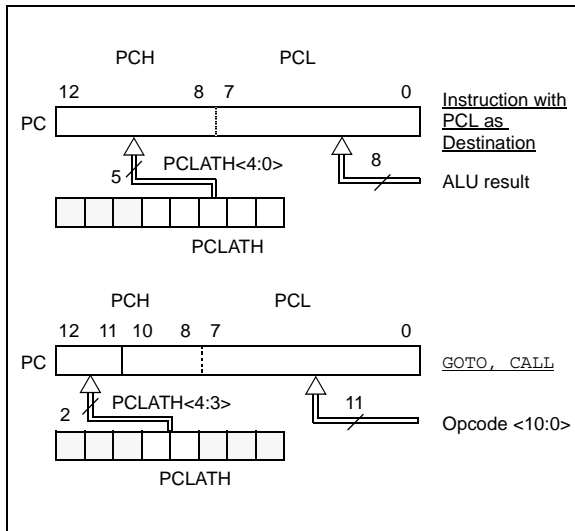 PCH PCL
12 8 7 0
PC
Instruction with
PCL as
Destination
5 PCLATH<4:0>
8
ALU result
PCLATH
PCH PCL
12 11 10 8 7 0
PC
GOTO, CALL
2 PCLATH<4:3>
11
Opcode <10:0>
PCLATH